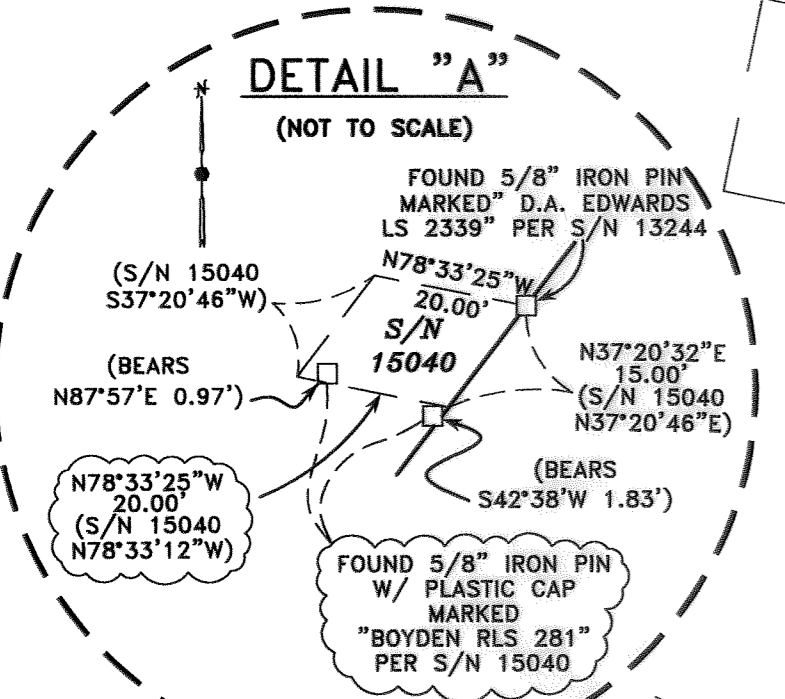 DETAIL "A"
(NOT TO SCALE)
N
FOUND 5/8" IRON PIN
MARKED" D.A. EDWARDS
LS 2339" PER S/N 13244
(S/N 15040
S37°20'46"W)
N78°33'25"W
20.00'
S/N
15040
(BEARS
N87°57'E 0.97')
N37°20'32"E
15.00'
(S/N 15040
N37°20'46"E)
N78°33'25"W
20.00'
(S/N 15040
N78°33'12"W)
(BEARS
S42°38'W 1.83')
FOUND 5/8" IRON PIN
W/ PLASTIC CAP
MARKED
"BOYDEN RLS 281"
PER S/N 15040